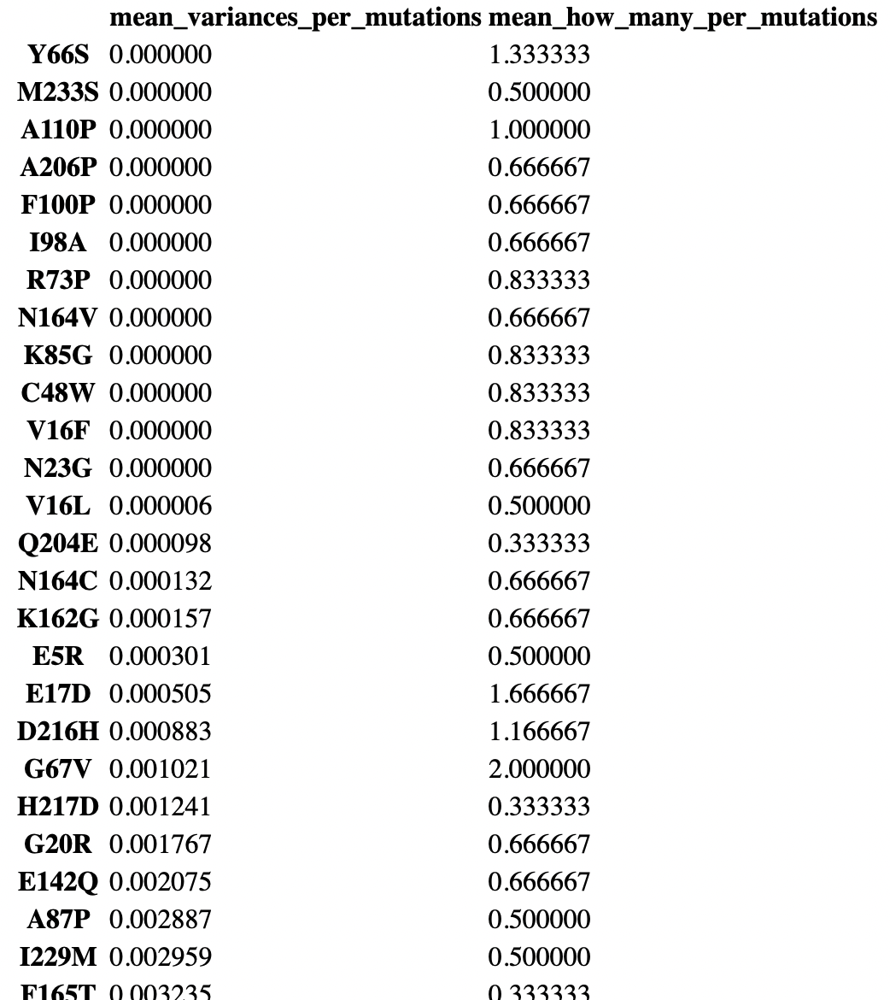 mean_variances_per_mutations mean_how_many_per_mutations
Y66S 0.000000 1.333333
M233S 0.000000 0.500000
A110P 0.000000 1.000000
A206P 0.000000 0.666667
F100P 0.000000 0.666667
I98A 0.000000 0.666667
R73P 0.000000 0.833333
N164V 0.000000 0.666667
K85G 0.000000 0.833333
C48W 0.000000 0.833333
V16F 0.000000 0.833333
N23G 0.000000 0.666667
V16L 0.000006 0.500000
Q204E 0.000098 0.333333
N164C 0.000132 0.666667
K162G 0.000157 0.666667
E5R 0.000301 0.500000
E17D 0.000505 1.666667
D216H 0.000883 1.166667
G67V 0.001021 2.000000
H217D 0.001241 0.333333
G20R 0.001767 0.666667
E142Q 0.002075 0.666667
A87P 0.002887 0.500000
I229M 0.002959 0.500000
F165T 0.003235 0.333333